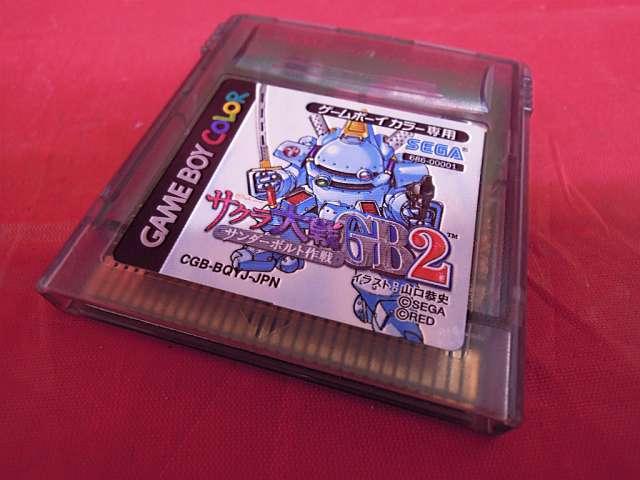 GAME BOY COLOR
ゲームボーイカラー専用
SEGA
686-00001
サクラ大戦GB2
TM
サンダーボルト作戦
CGB-BQYJ-JPN
イラスト:山口恭史
©SEGA
©RED